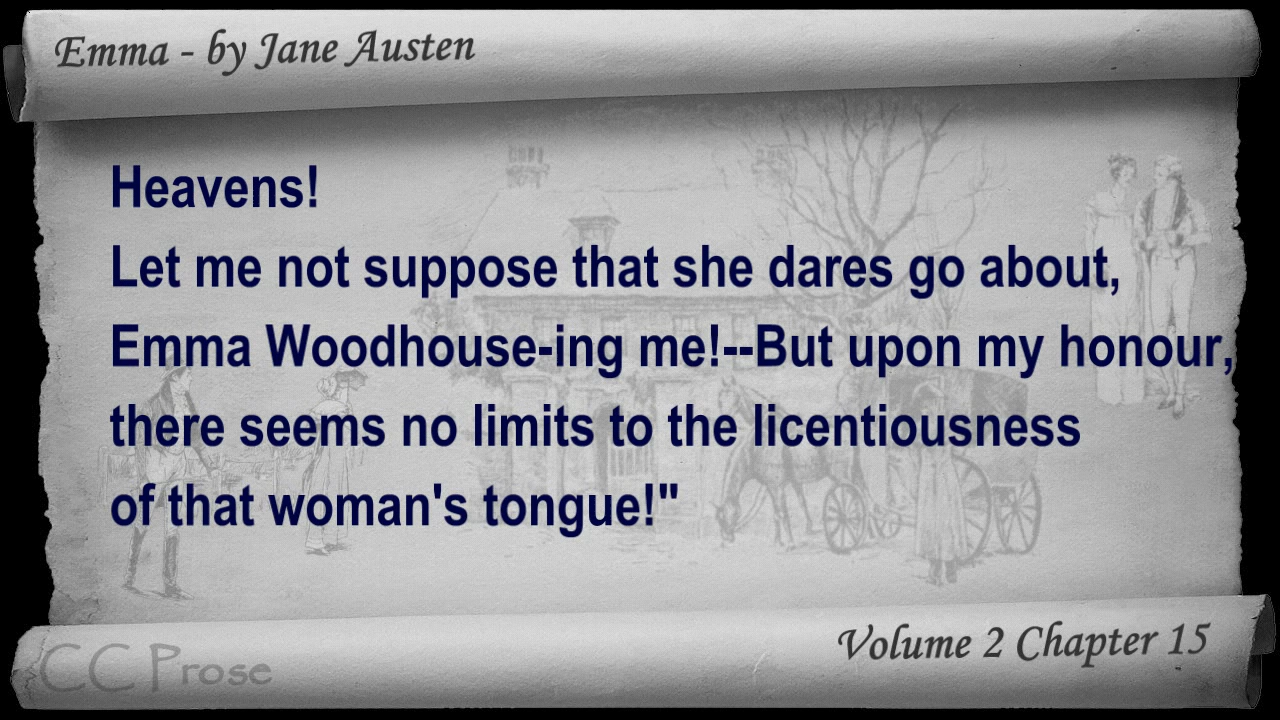 Emma - by Jane Austen
Heavens!
Let me not suppose that she dares go about,
Emma Woodhouse-ing me!--But upon my honour,
there seems no limits to the licentiousness
of that woman's tongue!"
Volume 2 Chapter 15
CC Prose